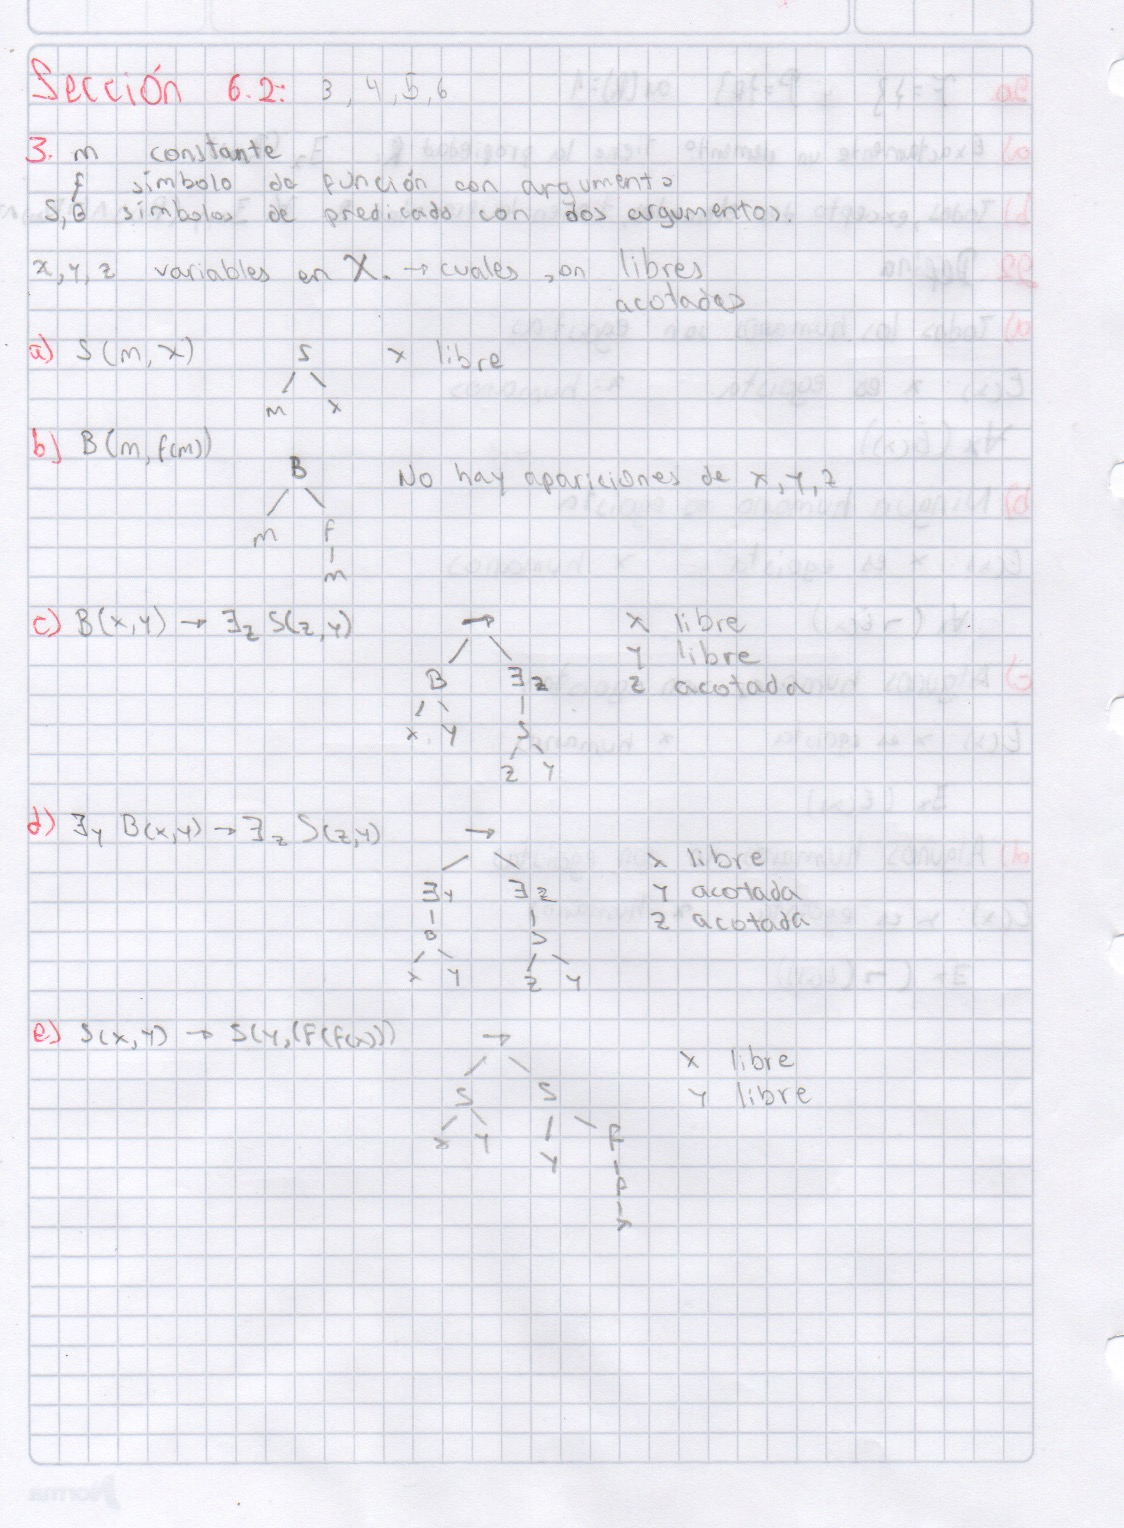 Sección 6.2: 3, 4, 5, 6
3. m constante
f símbolo de función con argumento
S, B símbolos de predicado con dos argumentos.
x, y, z variables en X. → cuales son libres
acotades
a) S(m, x) x libre
S
m x
b) B(m, f(m))
B
No hay apariciones de x, y, z
m f
m
c) B(x, y) → ∃z S(z, y) → x libre
y libre
B ∃z z acotada
x y S
z y
d) ∃y B(x, y) → ∃z S(z, y) →
x libre
∃y ∃z y acotada
z acotada
B S
x y z y
e) S(x, y) → S(y, (f(f(x))) →
x libre
S S y libre
x y y f
f
x
Norma